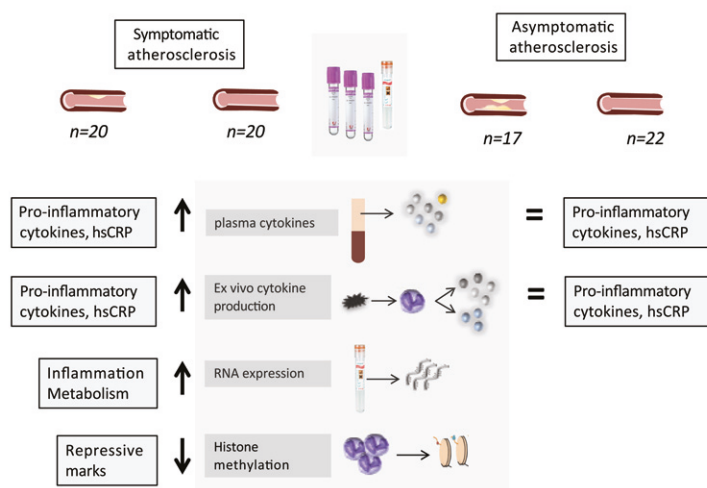 Symptomatic
atherosclerosis
Asymptomatic
atherosclerosis
n=20
n=20
n=17
n=22
Pro-inflammatory
cytokines, hsCRP
plasma cytokines
=
Pro-inflammatory
cytokines, hsCRP
Pro-inflammatory
cytokines, hsCRP
Ex vivo cytokine
production
=
Pro-inflammatory
cytokines, hsCRP
Inflammation
Metabolism
RNA expression
Repressive
marks
Histone
methylation